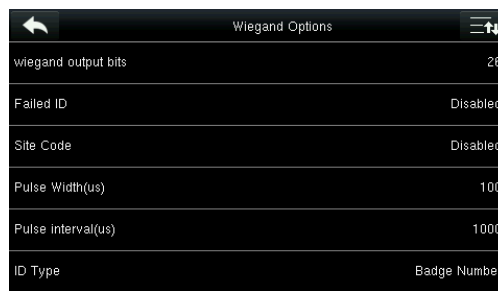 Wiegand Options
wiegand output bits 26
Failed ID Disabled
Site Code Disabled
Pulse Width(us) 100
Pulse interval(us) 1000
ID Type Badge Number